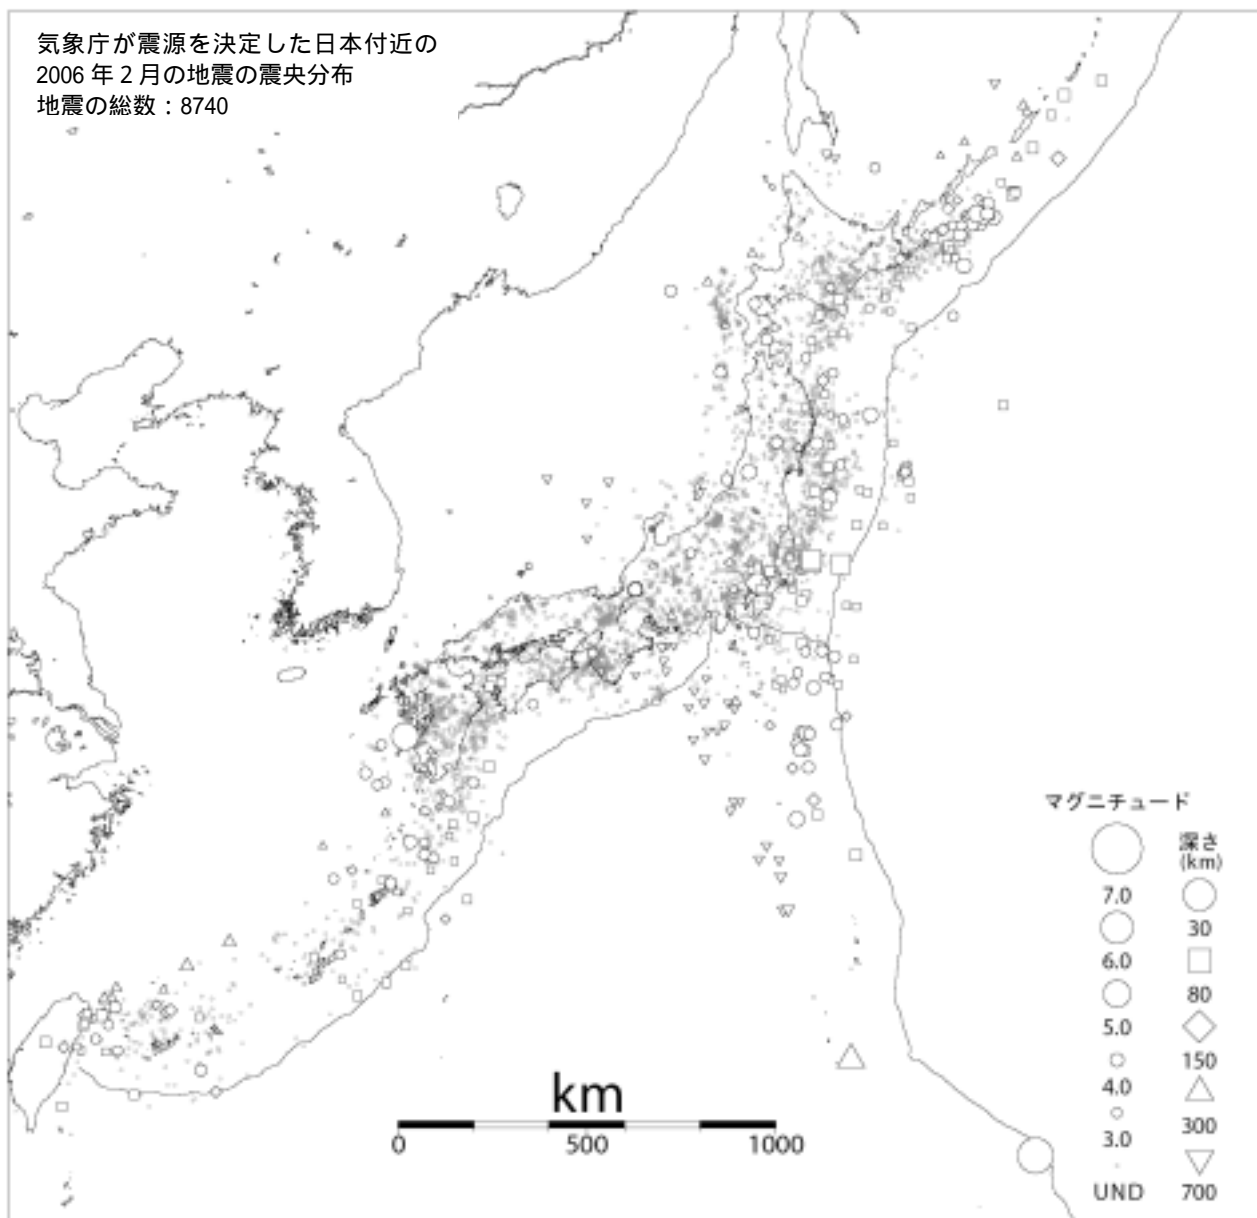 気象庁が震源を決定した日本付近の
2006 年 2 月の地震の震央分布
地震の総数：8740
マグニチュード
深さ
(km)
7.0
30
6.0
80
5.0
150
4.0
300
3.0
UND
700
km
0
500
1000